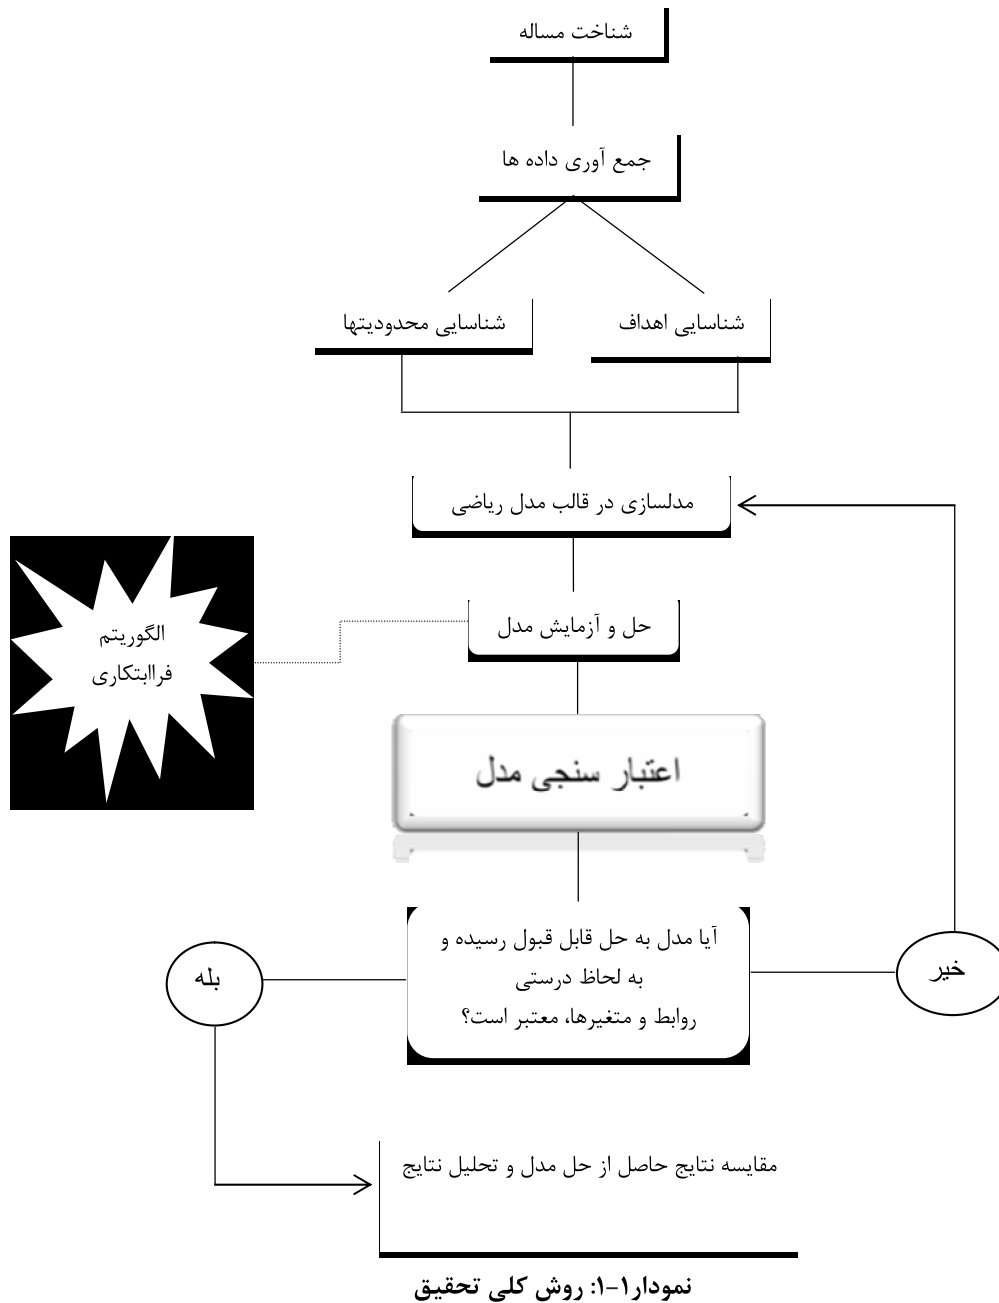 شناخت مساله
جمع آوری داده ها
شناسایی اهداف
شناسایی محدودیتها
مدلسازی در قالب مدل ریاضی
حل و آزمایش مدل
الگوریتم
فراابتکاری
اعتبار سنجی مدل
آیا مدل به حل قابل قبول رسیده و
به لحاظ درستی
روابط و متغیرها، معتبر است؟
خیر
بله
مقایسه نتایج حاصل از حل مدل و تحلیل نتایج
نمودار۱-۱: روش کلی تحقیق